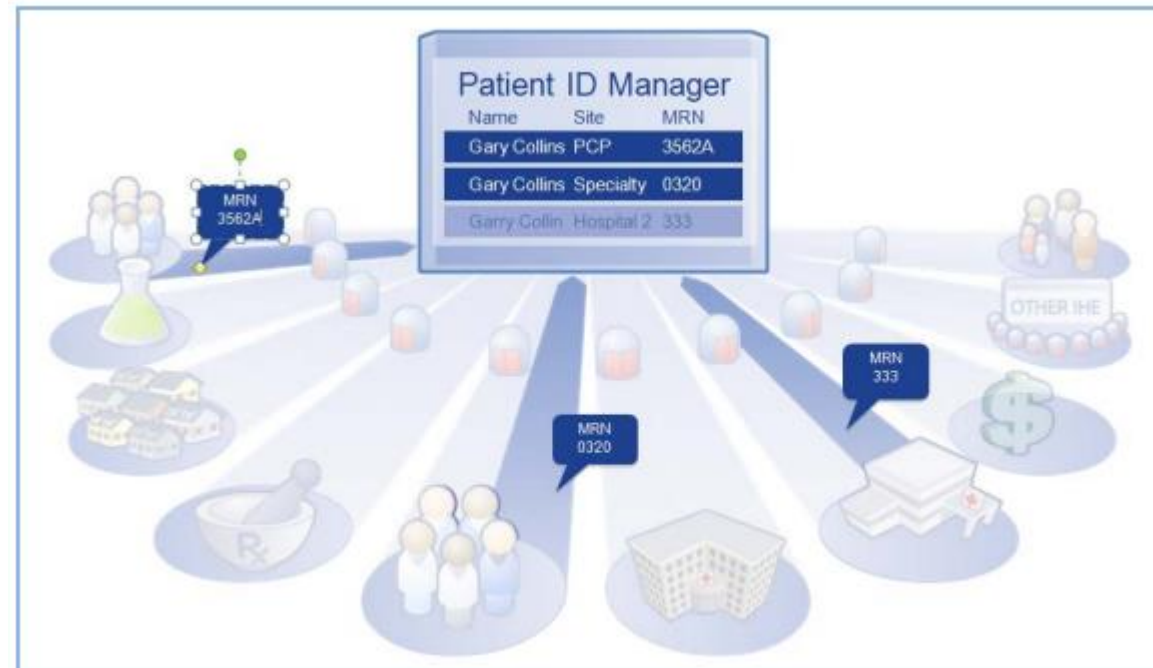 Patient ID Manager
Name Site MRN
Gary Collins PCP 3562A
Gary Collins Specialty 0320
Garry Collin Hospital 2 333
MRN
3562A
OTHER IHE
MRN
333
MRN
0320
Rx